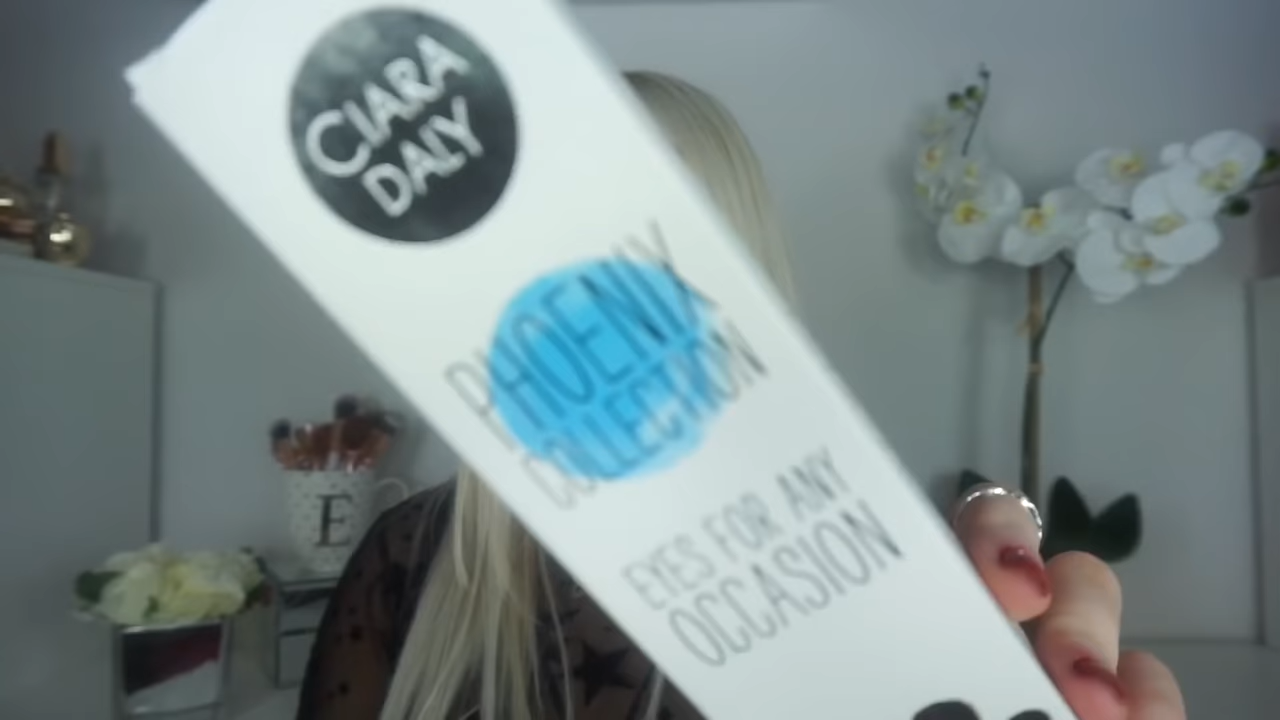 CIARA
DALY
PHOENIX
COLLECTION
EYES FOR ANY
OCCASION
E